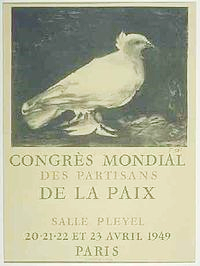 CONGRÈS MONDIAL
DES PARTISANS
DE LA PAIX
SALLE PLEYEL
20·21·22 ET 23 AVRIL 1949
PARIS